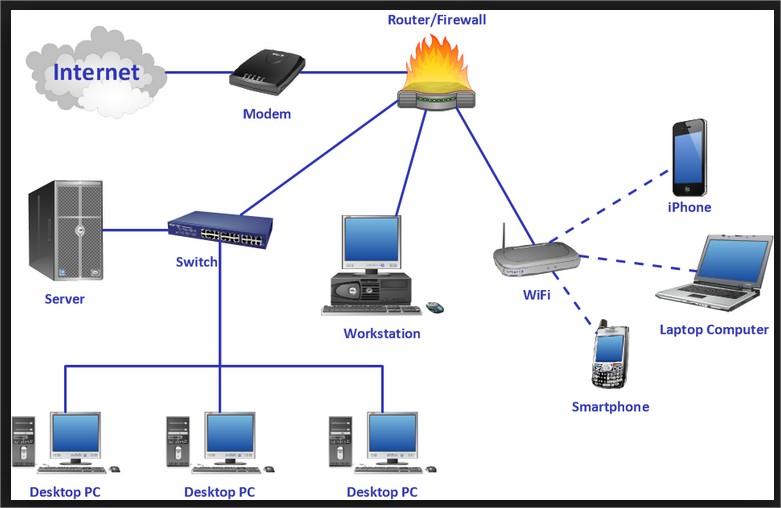 Router/Firewall
Internet
Modem
iPhone
Switch
Server
WiFi
Workstation
Laptop Computer
Smartphone
Desktop PC
Desktop PC
Desktop PC